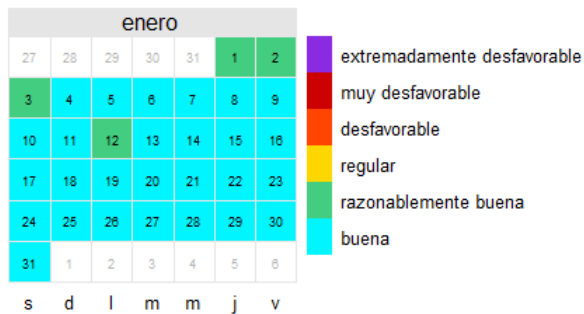 enero
27 28 29 30 31 1 2
3 4 5 6 7 8 9
10 11 12 13 14 15 16
17 18 19 20 21 22 23
24 25 26 27 28 29 30
31 1 2 3 4 5 6
s d l m m j v
extremadamente desfavorable
muy desfavorable
desfavorable
regular
razonablemente buena
buena